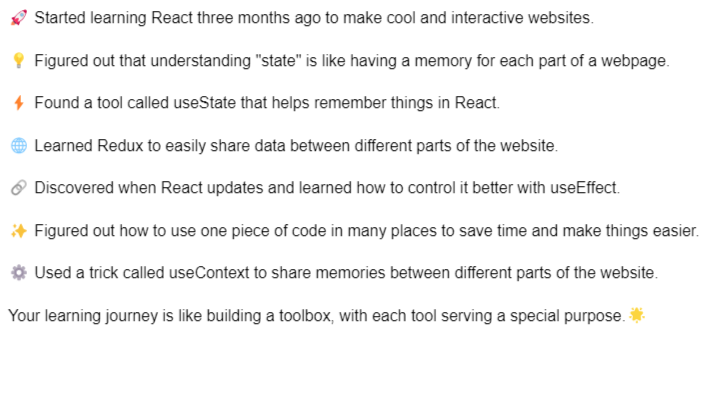 🚀 Started learning React three months ago to make cool and interactive websites.
💡 Figured out that understanding "state" is like having a memory for each part of a webpage.
⚡ Found a tool called useState that helps remember things in React.
🌐 Learned Redux to easily share data between different parts of the website.
🔗 Discovered when React updates and learned how to control it better with useEffect.
✨ Figured out how to use one piece of code in many places to save time and make things easier.
⚙️ Used a trick called useContext to share memories between different parts of the website.
Your learning journey is like building a toolbox, with each tool serving a special purpose. 🌟